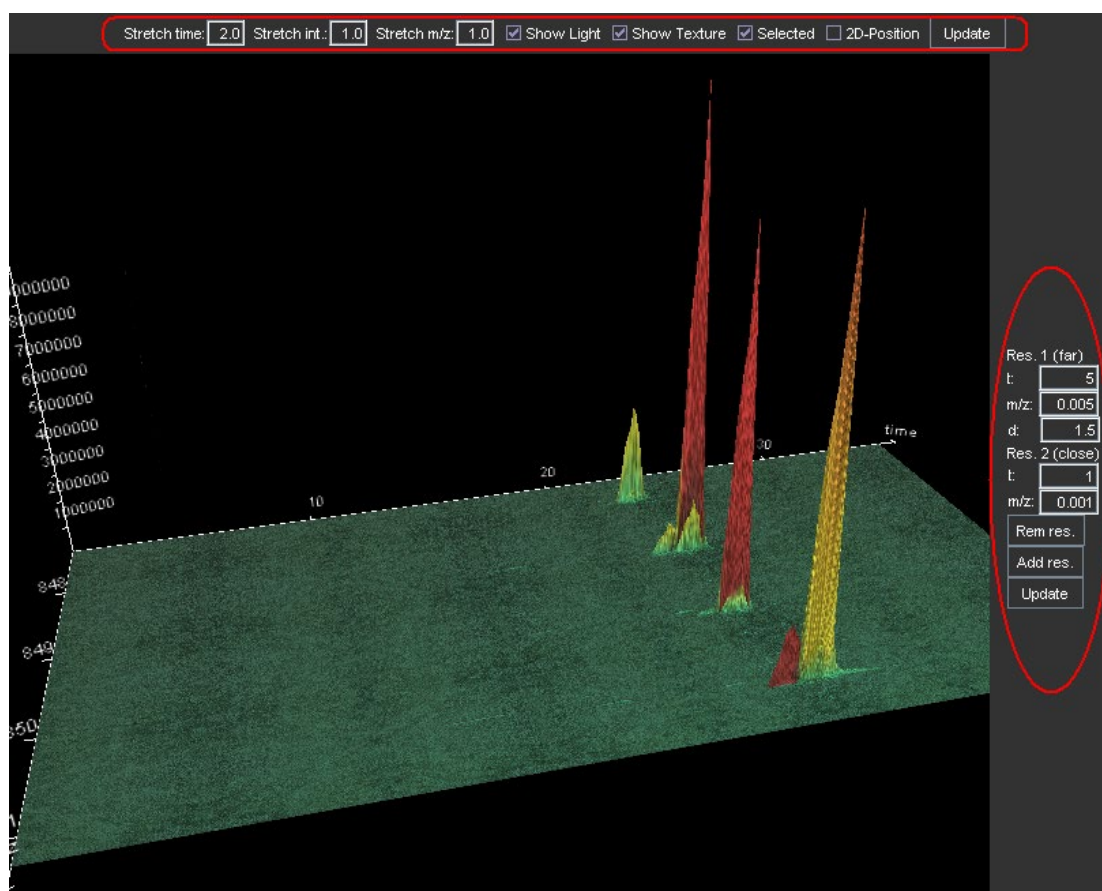 Stretch time: 2.0 Stretch int.: 1.0 Stretch m/z: 1.0 Show Light Show Texture Selected 2D-Position Update
8000000
7000000
6000000
5000000
4000000
3000000
2000000
1000000
10
20
30
time
848
849
Res. 1 (far)
t: 5
m/z: 0.005
d: 1.5
Res. 2 (close)
t: 1
m/z: 0.001
Rem res.
Add res.
Update